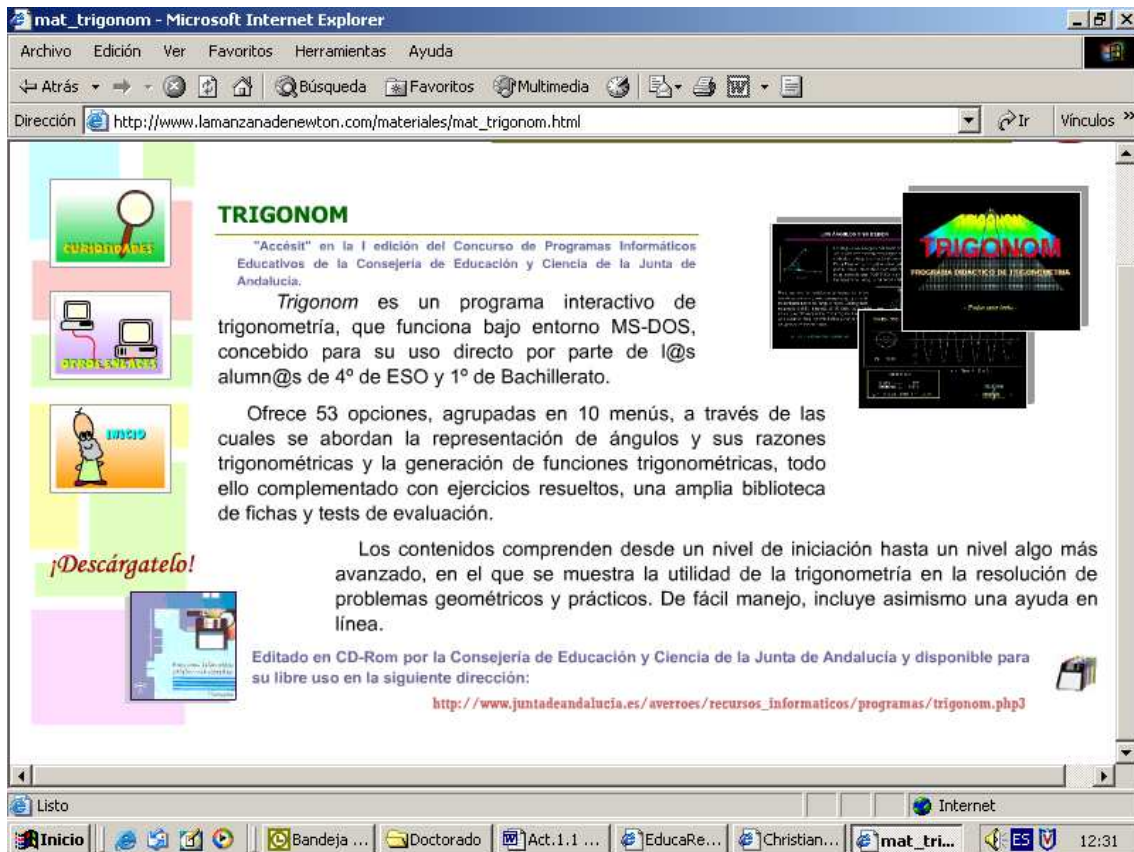 mat_trigonom - Microsoft Internet Explorer
Archivo Edición Ver Favoritos Herramientas Ayuda
Atrás Búsqueda Favoritos Multimedia
Dirección http://www.lamanzanadenewton.com/materiales/mat_trigonom.html Ir Vínculos »
CURIOSIDADES
OTROS ENLACES
INICIO
¡Descárgatelo!
TRIGONOM
"Accésit" en la I edición del Concurso de Programas Informáticos
Educativos de la Consejería de Educación y Ciencia de la Junta de
Andalucía.
Trigonom es un programa interactivo de
trigonometría, que funciona bajo entorno MS-DOS,
concebido para su uso directo por parte de l@s
alumn@s de 4º de ESO y 1º de Bachillerato.
TRIGONOM
PROGRAMA DIDACTICO DE TRIGONOMETRIA
Ofrece 53 opciones, agrupadas en 10 menús, a través de las
cuales se abordan la representación de ángulos y sus razones
trigonométricas y la generación de funciones trigonométricas, todo
ello complementado con ejercicios resueltos, una amplia biblioteca
de fichas y tests de evaluación.
Los contenidos comprenden desde un nivel de iniciación hasta un nivel algo más
avanzado, en el que se muestra la utilidad de la trigonometría en la resolución de
problemas geométricos y prácticos. De fácil manejo, incluye asimismo una ayuda en
línea.
Editado en CD-Rom por la Consejería de Educación y Ciencia de la Junta de Andalucía y disponible para
su libre uso en la siguiente dirección:
http://www.juntadeandalucia.es/averroes/recursos_informaticos/programas/trigonom.php3
Listo Internet
Inicio Bandeja ... Doctorado Act.1.1 ... EducaRe... Christian... mat_tri... ES 12:31